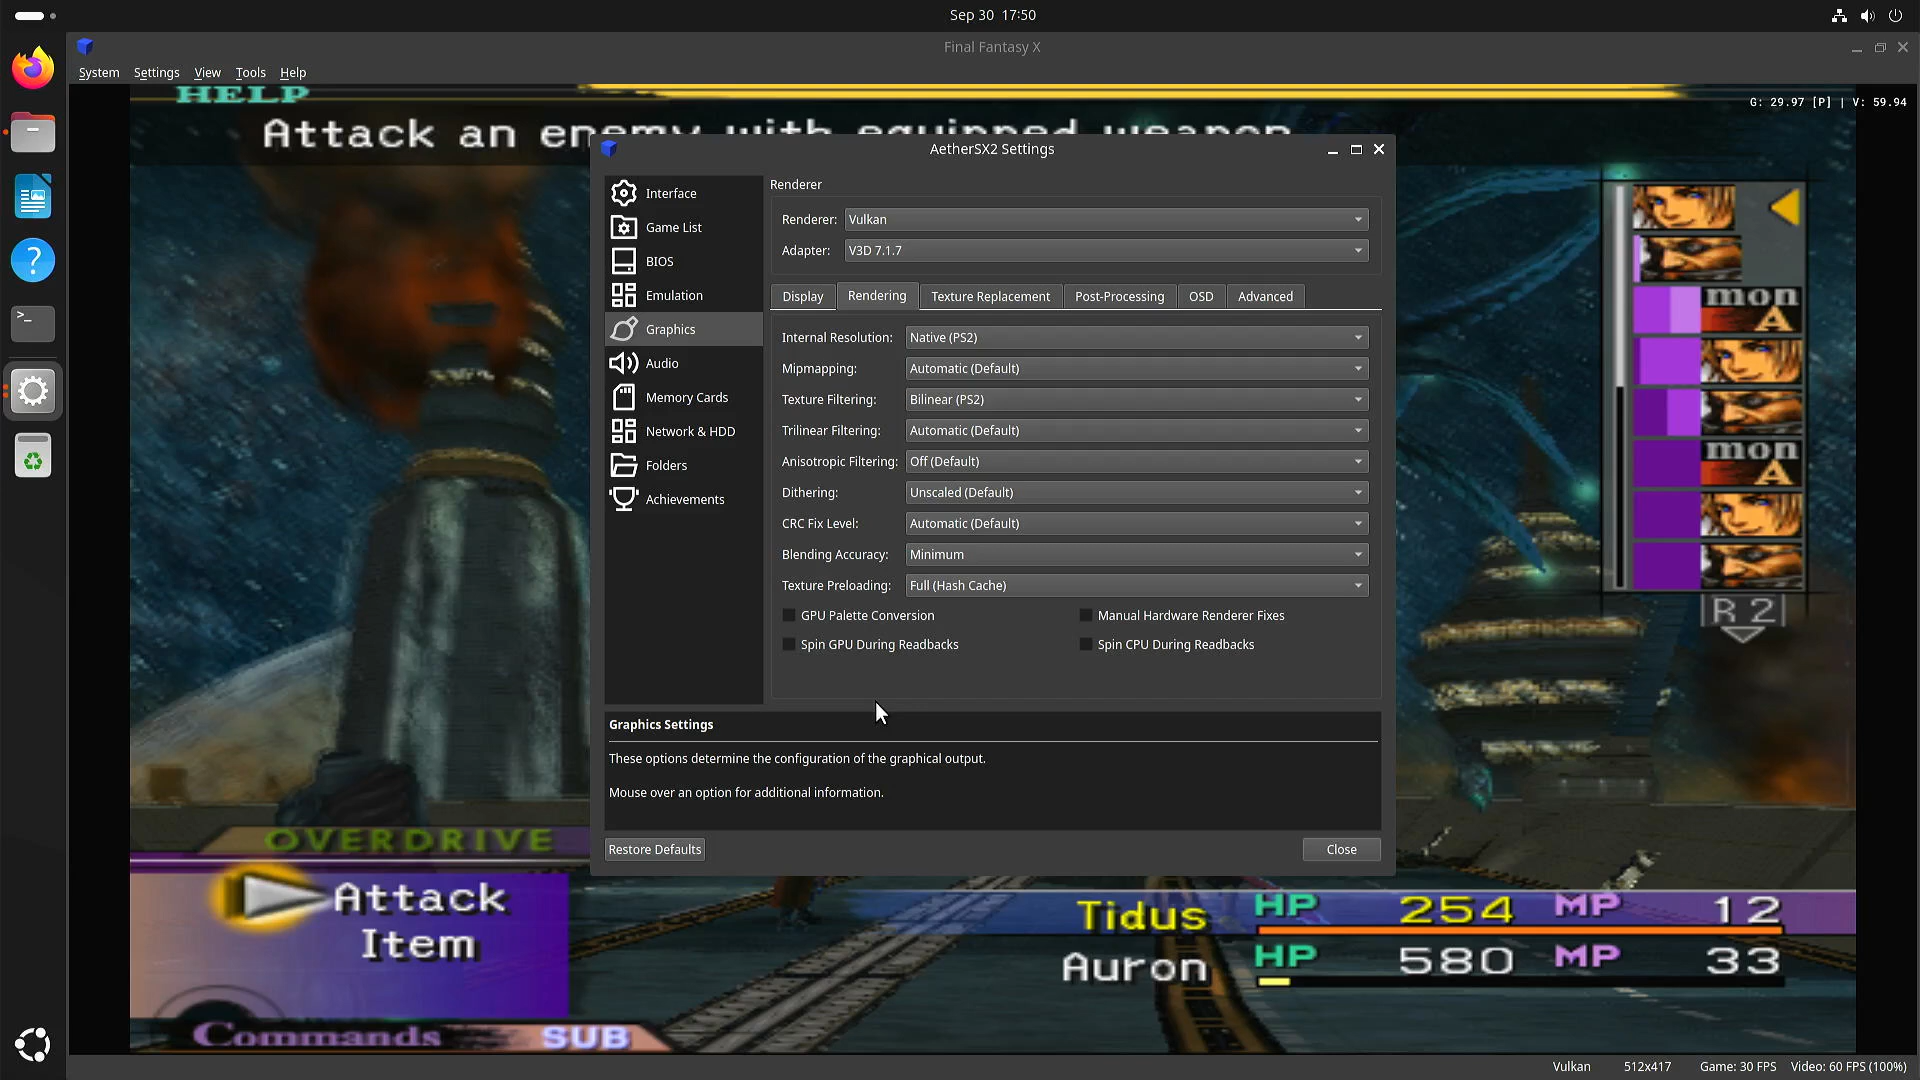 Sep 30 17:50
Final Fantasy X
System Settings View Tools Help
HELP
G: 29.97 [P] | V: 59.94
Attack an enemy with equipped weapon
AetherSX2 Settings
Interface
Game List
BIOS
Emulation
Graphics
Audio
Memory Cards
Network & HDD
Folders
Achievements
Renderer
Renderer: Vulkan
Adapter: V3D 7.1.7
Display Rendering Texture Replacement Post-Processing OSD Advanced
Internal Resolution: Native (PS2)
Mipmapping: Automatic (Default)
Texture Filtering: Bilinear (PS2)
Trilinear Filtering: Automatic (Default)
Anisotropic Filtering: Off (Default)
Dithering: Unscaled (Default)
CRC Fix Level: Automatic (Default)
Blending Accuracy: Minimum
Texture Preloading: Full (Hash Cache)
GPU Palette Conversion Manual Hardware Renderer Fixes
Spin GPU During Readbacks Spin CPU During Readbacks
Graphics Settings
These options determine the configuration of the graphical output.
Mouse over an option for additional information.
Restore Defaults Close
mon
A
mon
A
R2
OVERDRIVE
Attack
Item
Commands SUB
Tidus HP 254 MP 12
Auron HP 580 MP 33
Vulkan 512x417 Game: 30 FPS Video: 60 FPS (100%)